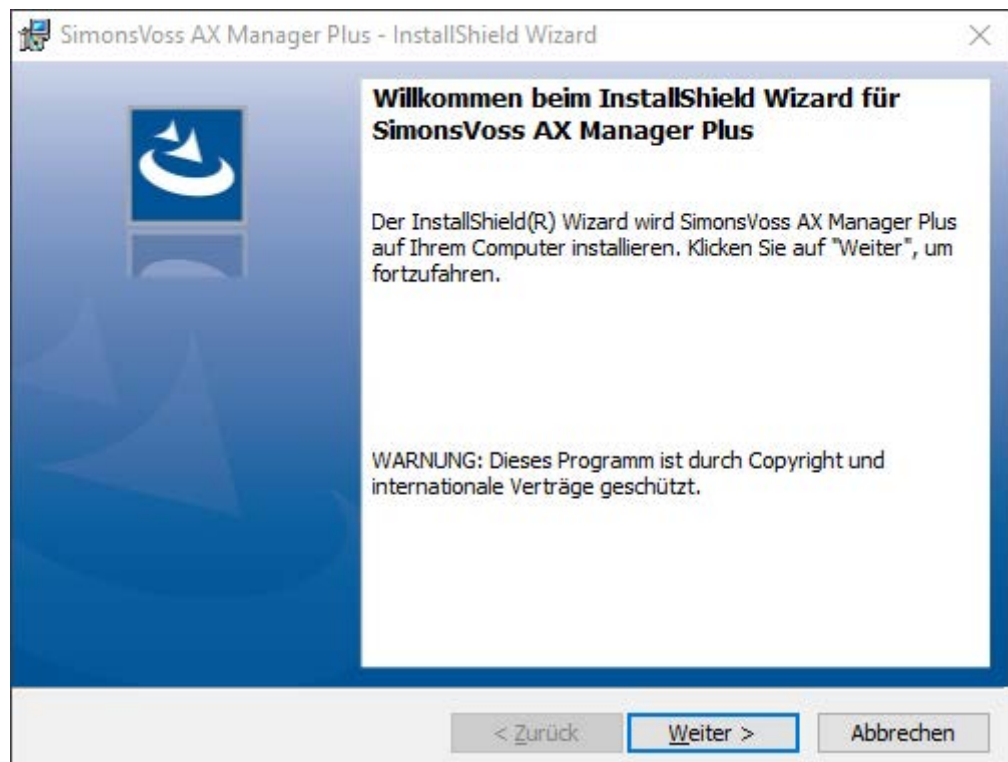 SimonsVoss AX Manager Plus - InstallShield Wizard
Willkommen beim InstallShield Wizard für
SimonsVoss AX Manager Plus
Der InstallShield(R) Wizard wird SimonsVoss AX Manager Plus
auf Ihrem Computer installieren. Klicken Sie auf "Weiter", um
fortzufahren.
WARNUNG: Dieses Programm ist durch Copyright und
internationale Verträge geschützt.
< Zurück
Weiter >
Abbrechen